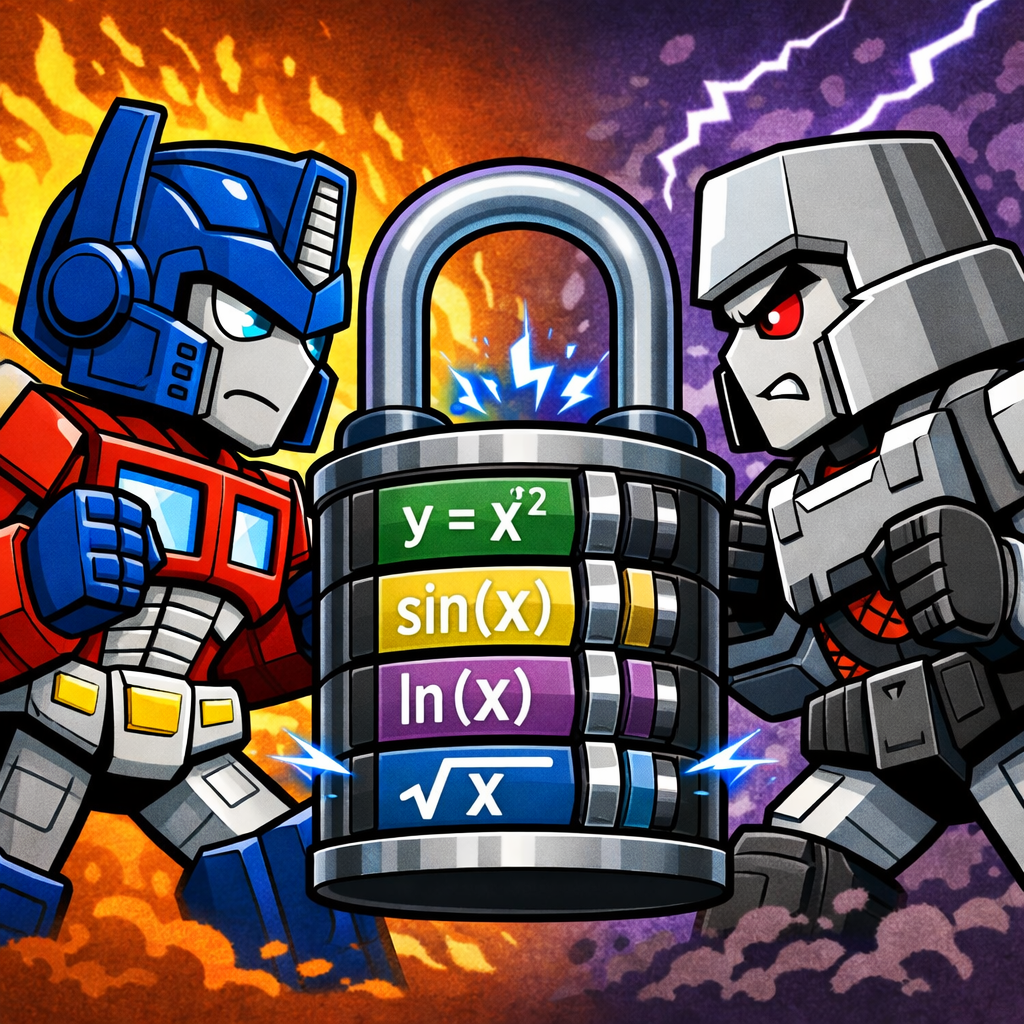 y = x²
sin(x)
ln(x)
√x